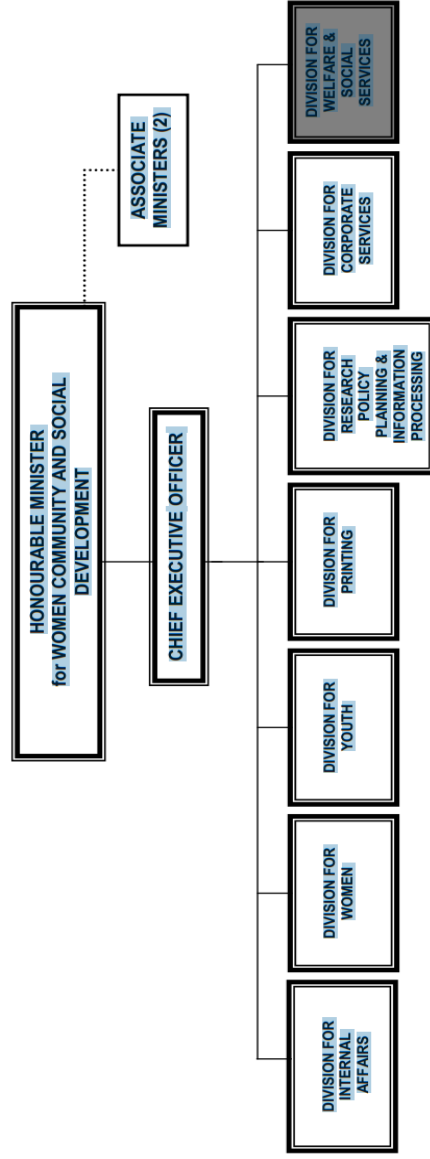 HONOURABLE MINISTER
for WOMEN COMMUNITY AND SOCIAL
DEVELOPMENT
ASSOCIATE
MINISTERS (2)
CHIEF EXECUTIVE OFFICER
DIVISION FOR
INTERNAL
AFFAIRS
DIVISION FOR
WOMEN
DIVISION FOR
YOUTH
DIVISION FOR
PRINTING
DIVISION FOR
RESEARCH
POLICY
PLANNING &
INFORMATION
PROCESSING
DIVISION FOR
CORPORATE
SERVICES
DIVISION FOR
WELFARE &
SOCIAL
SERVICES